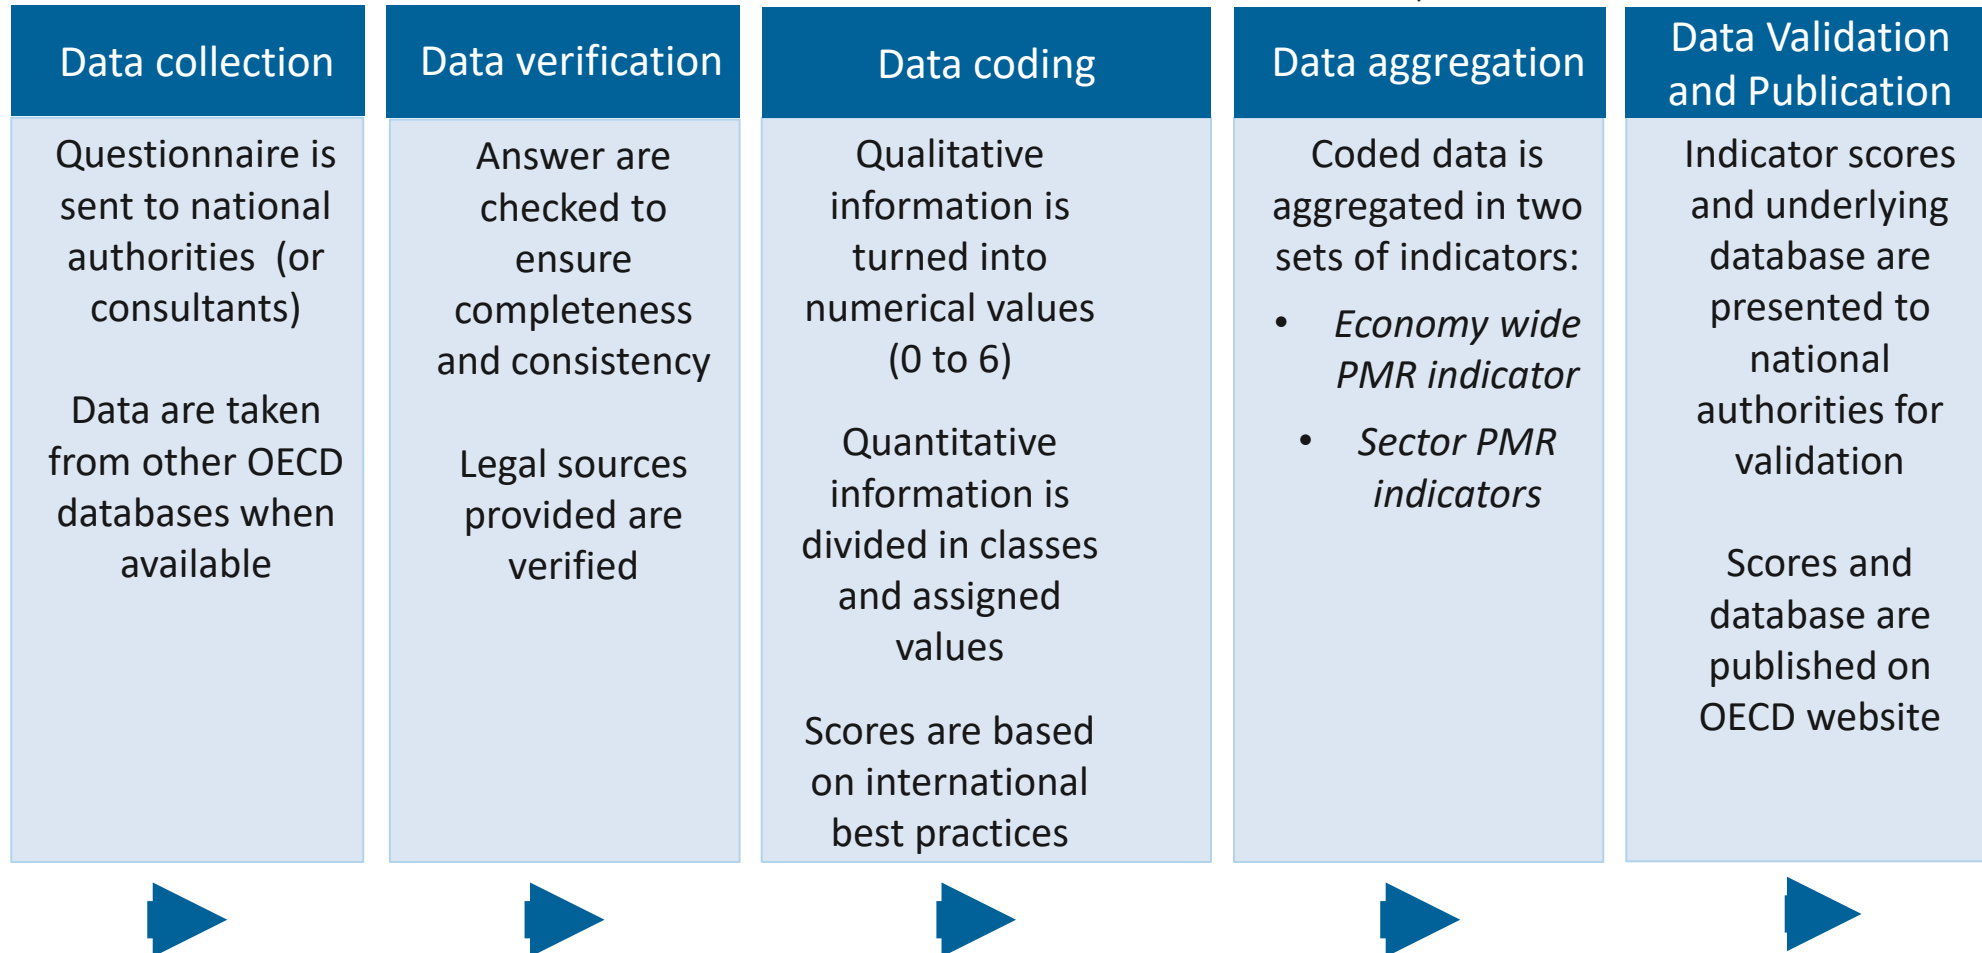 Data collection
Questionnaire is
sent to national
authorities (or
consultants)
Data are taken
from other OECD
databases when
available
Data verification
Answer are
checked to
ensure
completeness
and consistency
Legal sources
provided are
verified
Data coding
Qualitative
information is
turned into
numerical values
(0 to 6)
Quantitative
information is
divided in classes
and assigned
values
Scores are based
on international
best practices
Data aggregation
Coded data is
aggregated in two
sets of indicators:
• Economy wide
PMR indicator
• Sector PMR
indicators
Data Validation
and Publication
Indicator scores
and underlying
database are
presented to
national
authorities for
validation
Scores and
database are
published on
OECD website